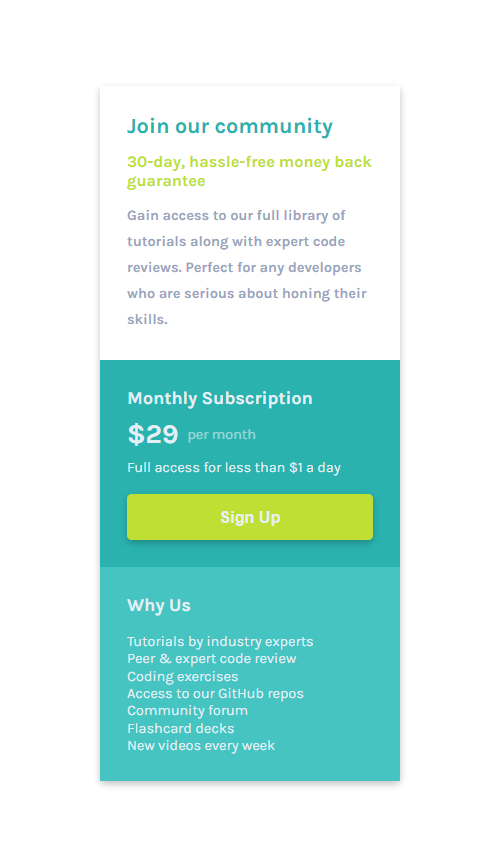 Join our community
30-day, hassle-free money back
guarantee
Gain access to our full library of
tutorials along with expert code
reviews. Perfect for any developers
who are serious about honing their
skills.
Monthly Subscription
$29 per month
Full access for less than $1 a day
Sign Up
Why Us
Tutorials by industry experts
Peer & expert code review
Coding exercises
Access to our GitHub repos
Community forum
Flashcard decks
New videos every week